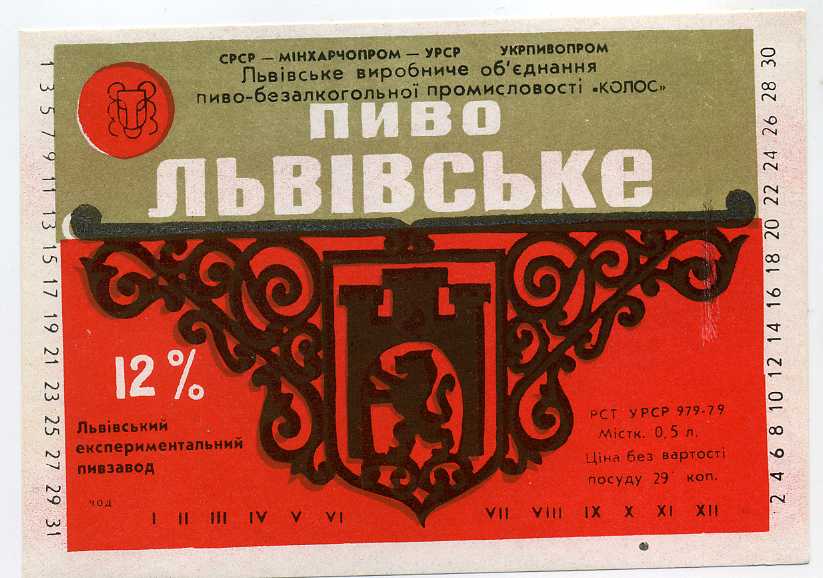 СРСР — МІНХАРЧОПРОМ — УРСР УКРПИВОПРОМ
Львівське виробниче об'єднання
пиво-безалкогольної промисловості «КОЛОС»
ПИВО
ЛЬВІВСЬКЕ
12%
Львівський
експериментальний
пивзавод
РСТ УРСР 979-79
Містк. 0,5 л.
Ціна без вартості
посуду 29 коп.
I II III IV V VI VII VIII IX X XI XII
1 3 5 7 9 11 13 15 17 19 21 23 25 27 29 31
2 4 6 8 10 12 14 16 18 20 22 24 26 28 30